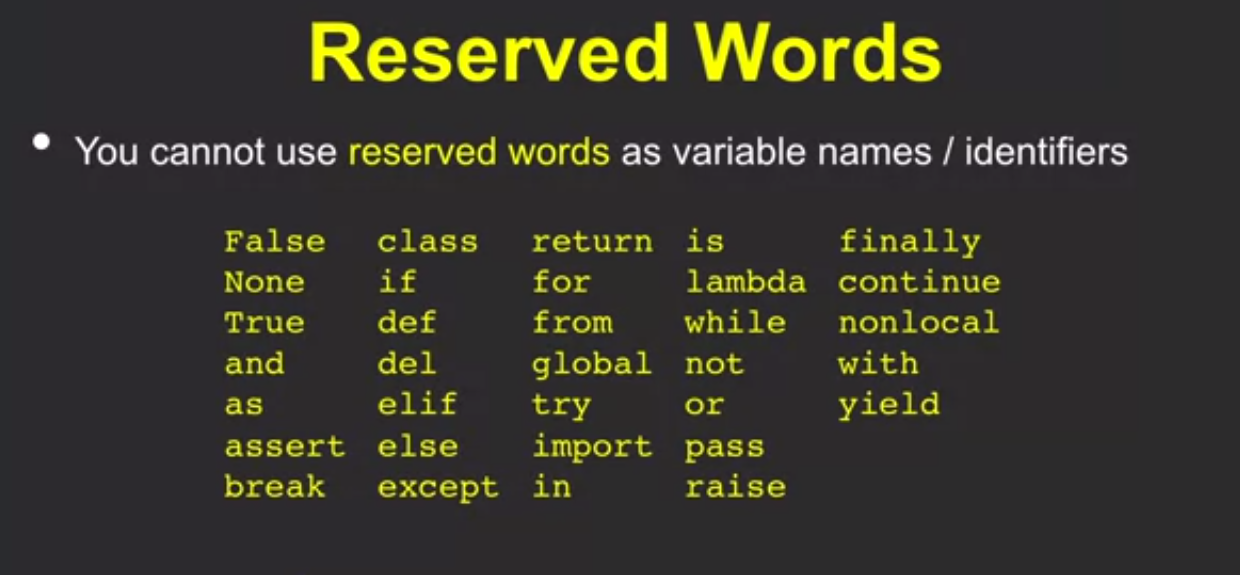 Reserved Words
• You cannot use reserved words as variable names / identifiers
False class return is finally
None if for lambda continue
True def from while nonlocal
and del global not with
as elif try or yield
assert else import pass
break except in raise